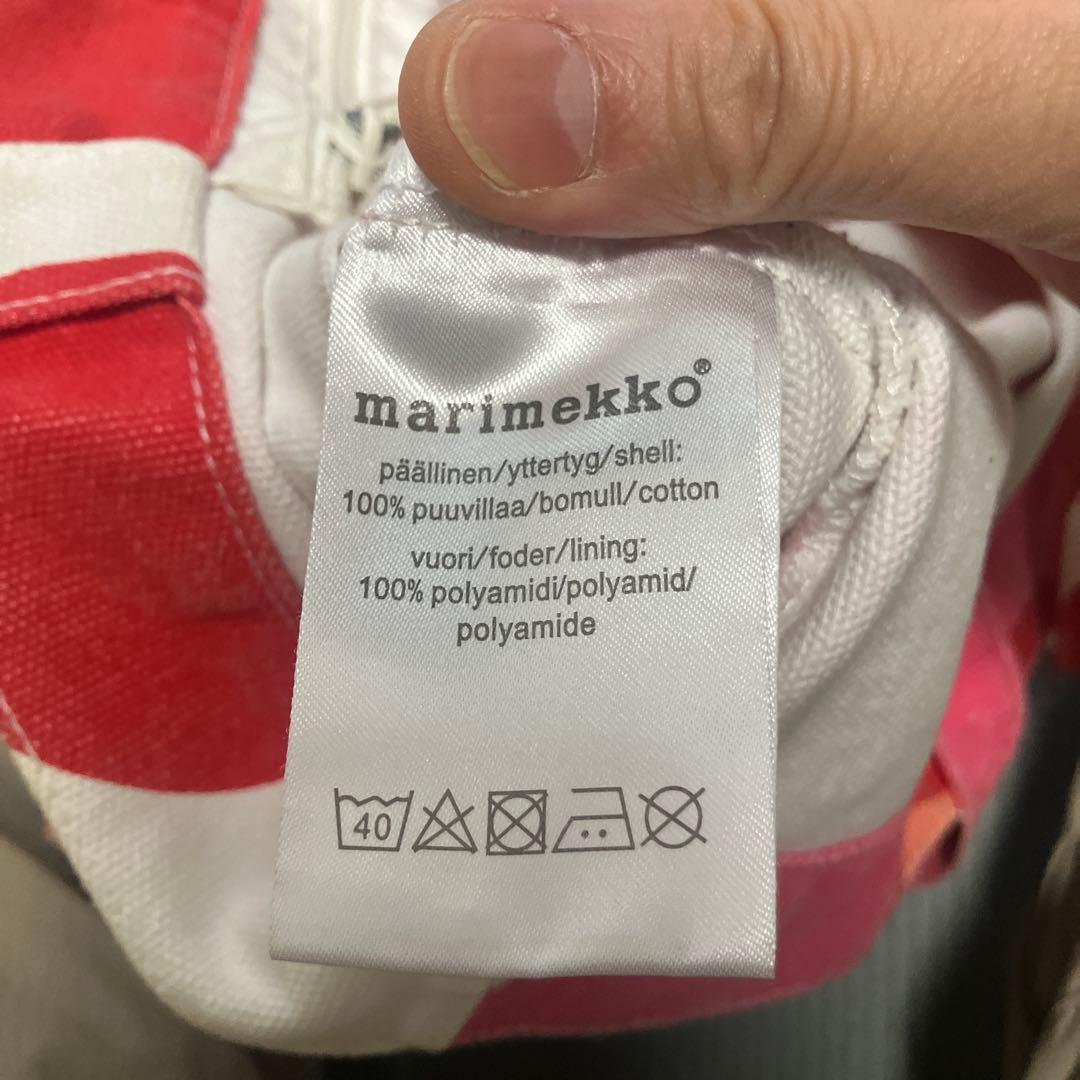 marimekko®
päällinen/yttertyg/shell:
100% puuvillaa/bomull/cotton
vuori/foder/lining:
100% polyamidi/polyamid/
polyamide
40